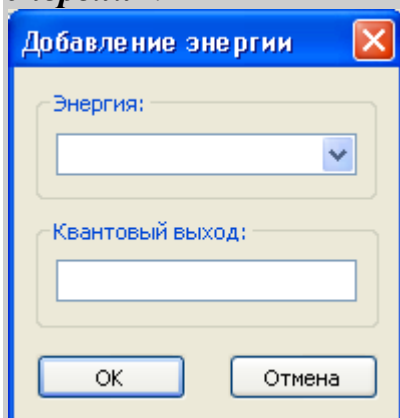 Добавление энергии
Энергия:
Квантовый выход:
OK
Отмена